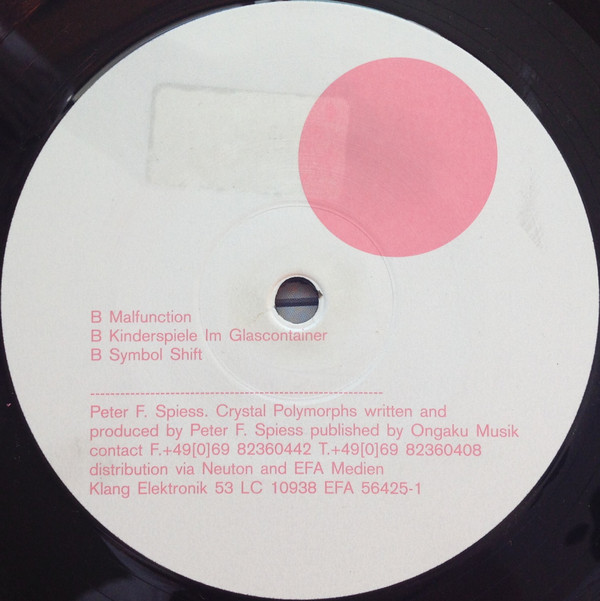 B Malfunction
B Kinderspiele Im Glascontainer
B Symbol Shift
Peter F. Spiess. Crystal Polymorphs written and
produced by Peter F. Spiess published by Ongaku Musik
contact F.+49[0]69 82360442 T.+49[0]69 82360408
distribution via Neuton and EFA Medien
Klang Elektronik 53 LC 10938 EFA 56425-1